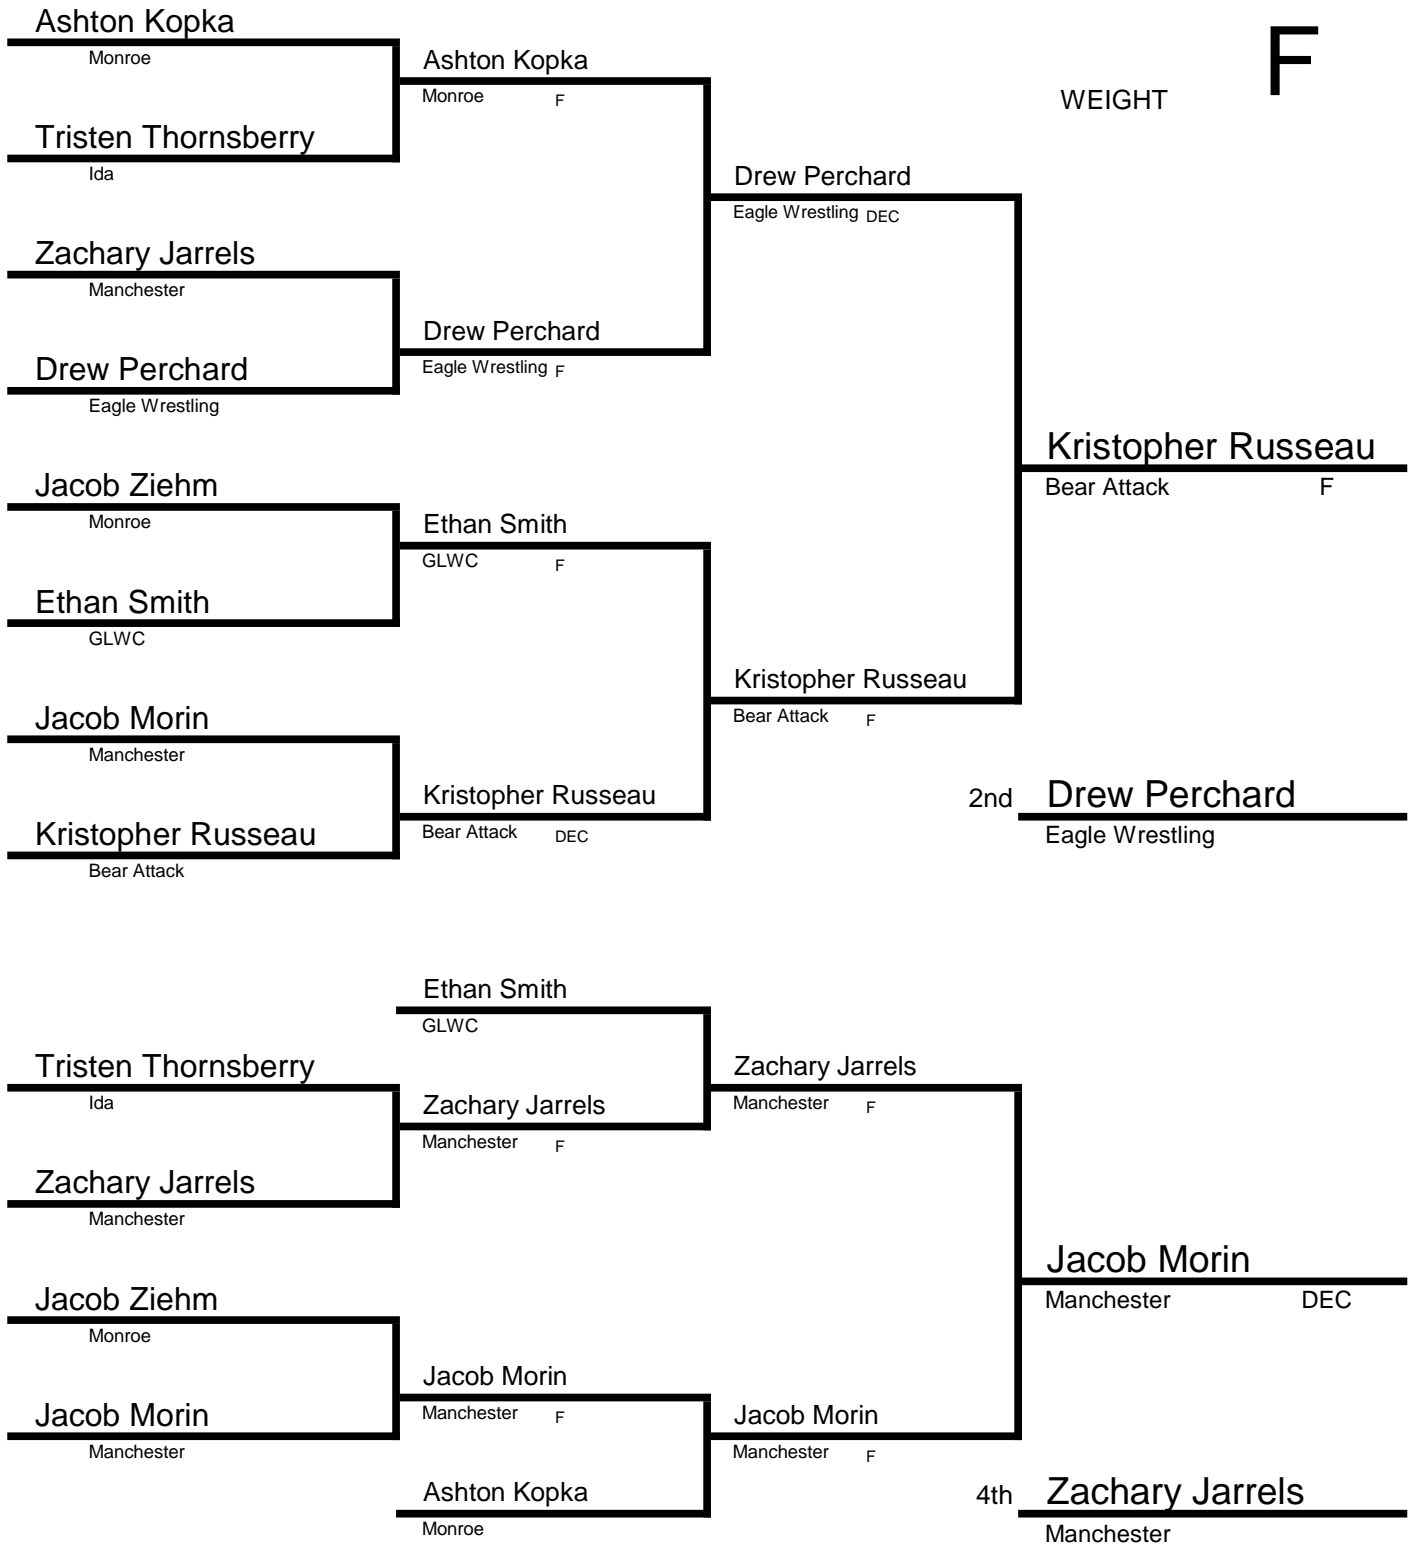 Ashton Kopka
Monroe
Tristen Thornsberry
Ida
Zachary Jarrels
Manchester
Drew Perchard
Eagle Wrestling
Jacob Ziehm
Monroe
Ethan Smith
GLWC
Jacob Morin
Manchester
Kristopher Russeau
Bear Attack
Ashton Kopka
Monroe F
Drew Perchard
Eagle Wrestling F
Ethan Smith
GLWC F
Kristopher Russeau
Bear Attack DEC
Drew Perchard
Eagle Wrestling DEC
Kristopher Russeau
Bear Attack F
WEIGHT F
Kristopher Russeau
Bear Attack F
2nd Drew Perchard
Eagle Wrestling
Tristen Thornsberry
Ida
Zachary Jarrels
Manchester
Jacob Ziehm
Monroe
Jacob Morin
Manchester
Ethan Smith
GLWC
Zachary Jarrels
Manchester F
Jacob Morin
Manchester F
Ashton Kopka
Monroe
Zachary Jarrels
Manchester F
Jacob Morin
Manchester F
Jacob Morin
Manchester DEC
4th Zachary Jarrels
Manchester